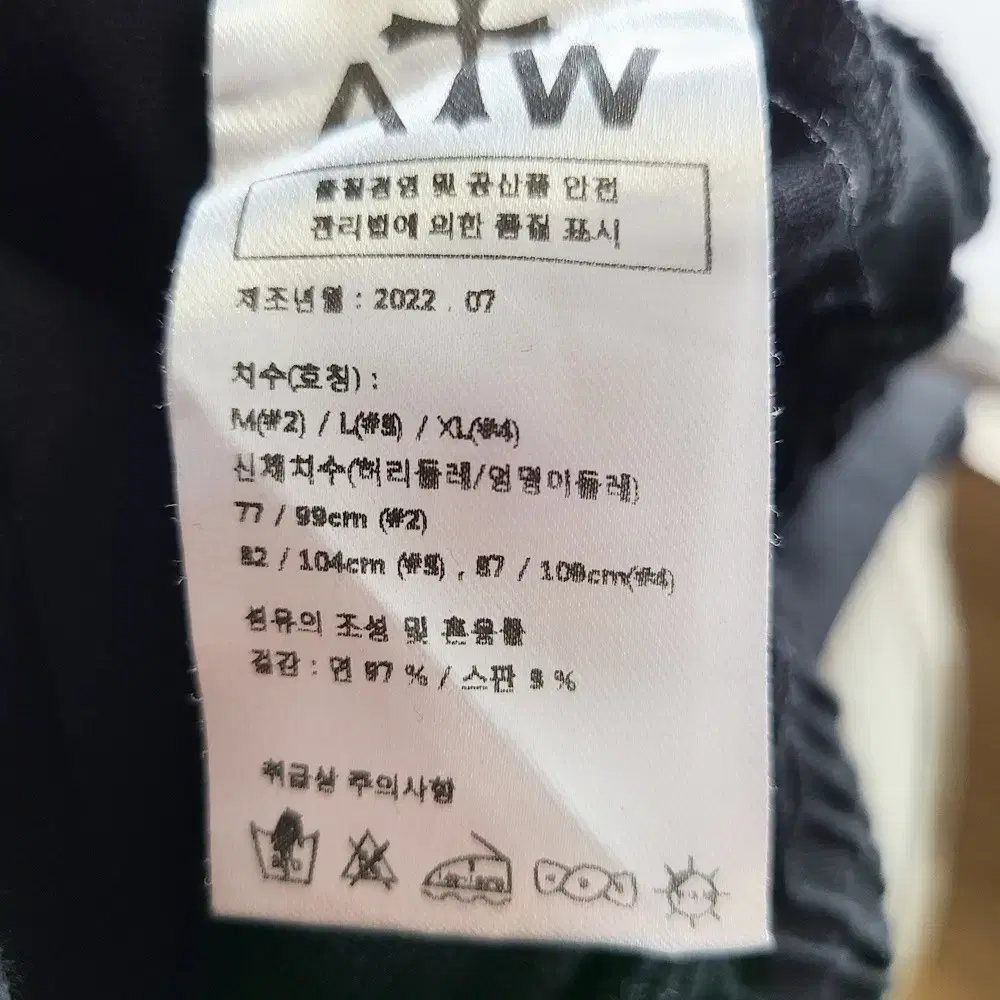 ΛW
품질경영 및 공산품 안전
관리법에 의한 품질 표시
제조년월 : 2022 . 07
치수(호칭) :
M(#2) / L(#3) / XL(#4)
신체치수(허리둘레/엉덩이둘레)
77 / 99cm (#2)
82 / 104cm (#3) , 87 / 109cm(#4)
섬유의 조성 및 혼용률
겉감 : 면 97 % / 스판 3 %
취급상 주의사항